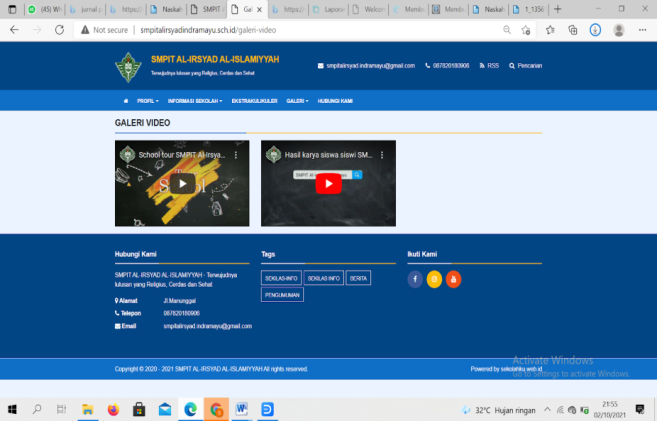 (45) Wh
jurnal p
https://
Naskah
SMPIT
Gal
https://
Lapora
Welcon
Membu
Memb
Naskah
1_1356
Not secure | smpitalirsyadindramayu.sch.id/galeri-video
SMPIT AL-IRSYAD AL-ISLAMIYYAH
Terwujudnya lulusan yang Religius, Cerdas dan Sehat
smpitalirsyad.indramayu@gmail.com 087820180906 RSS Pencarian
PROFIL INFORMASI SEKOLAH EKSTRAKULIKULER GALERI HUBUNGI KAMI
GALERI VIDEO
School tour SMPIT Al-Irsya...
Hasil karya siswa siswi SM...
Hubungi Kami
SMPIT AL-IRSYAD AL-ISLAMIYYAH - Terwujudnya
lulusan yang Religius, Cerdas dan Sehat
Alamat Jl.Manunggal
Telepon 087820180906
Email smpitalirsyad.indramayu@gmail.com
Tags
SEKILAS-INFO SEKILAS INFO BERITA
PENGUMUMAN
Ikuti Kami
Copyright © 2020 - 2021 SMPIT AL-IRSYAD AL-ISLAMIYYAH All rights reserved.
Powered by sekolahku.web.id
Activate Windows
Go to Settings to activate Windows.
32°C Hujan ringan
21:55
02/10/2021